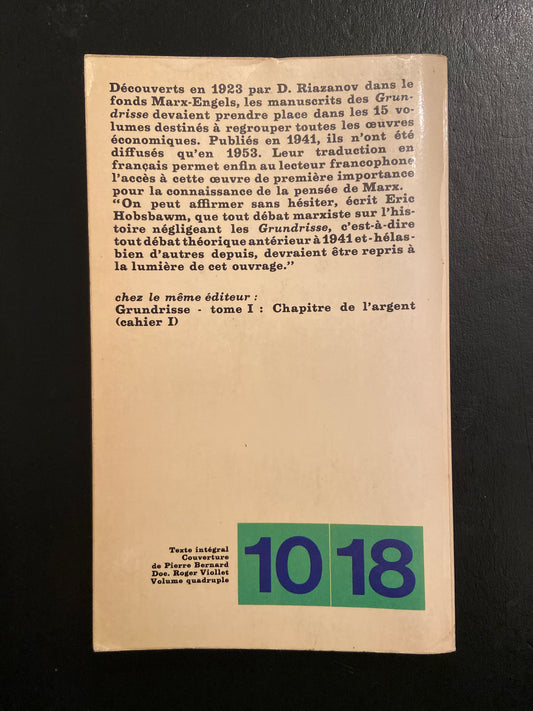 Découverts en 1923 par D. Riazanov dans le
fonds Marx-Engels, les manuscrits des Grun-
drisse devaient prendre place dans les 15 vo-
lumes destinés à regrouper toutes les œuvres
économiques. Publiés en 1941, ils n'ont été
diffusés qu'en 1953. Leur traduction en
français permet enfin au lecteur francophone
l'accès à cette œuvre de première importance
pour la connaissance de la pensée de Marx.
“On peut affirmer sans hésiter, écrit Eric
Hobsbawm, que tout débat marxiste sur l'his-
toire négligeant les Grundrisse, c'est-à-dire
tout débat théorique antérieur à 1941 et-hélas-
bien d'autres depuis, devraient être repris à
la lumière de cet ouvrage.”
chez le même éditeur :
Grundrisse - tome I : Chapitre de l'argent
(cahier I)
Texte intégral
Couverture
de Pierre Bernard
Doc. Roger Viollet
Volume quadruple
10 18